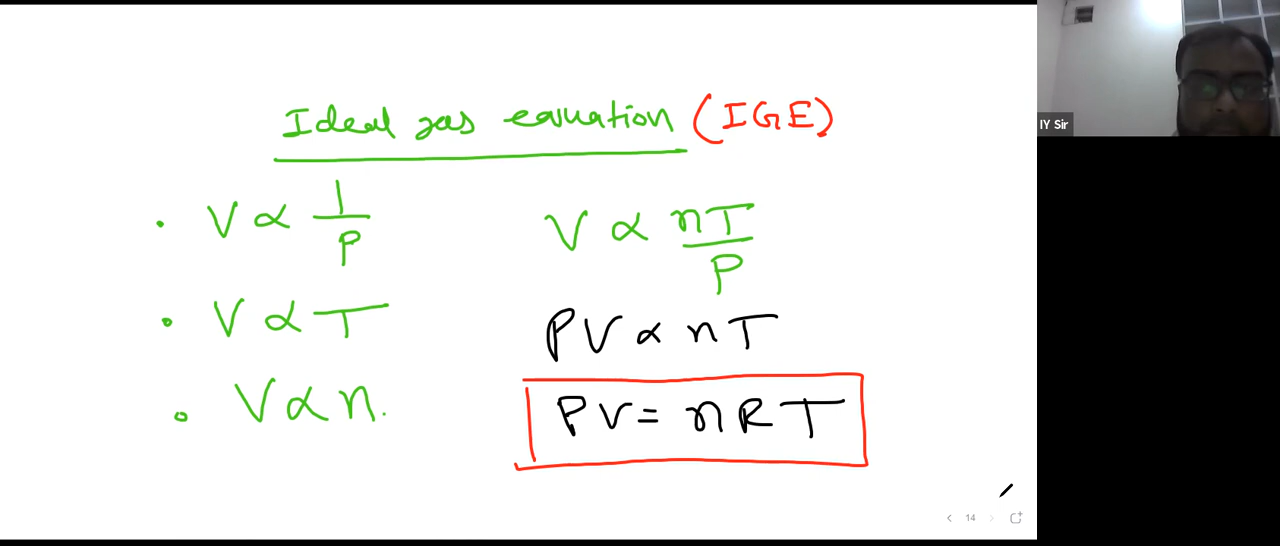 Ideal gas equation (IGE)
. V ∝ 1/P
• V ∝ T
• V ∝ n.
V ∝ nT/P
PV ∝ nT
PV = nRT
IY Sir
< 14 >